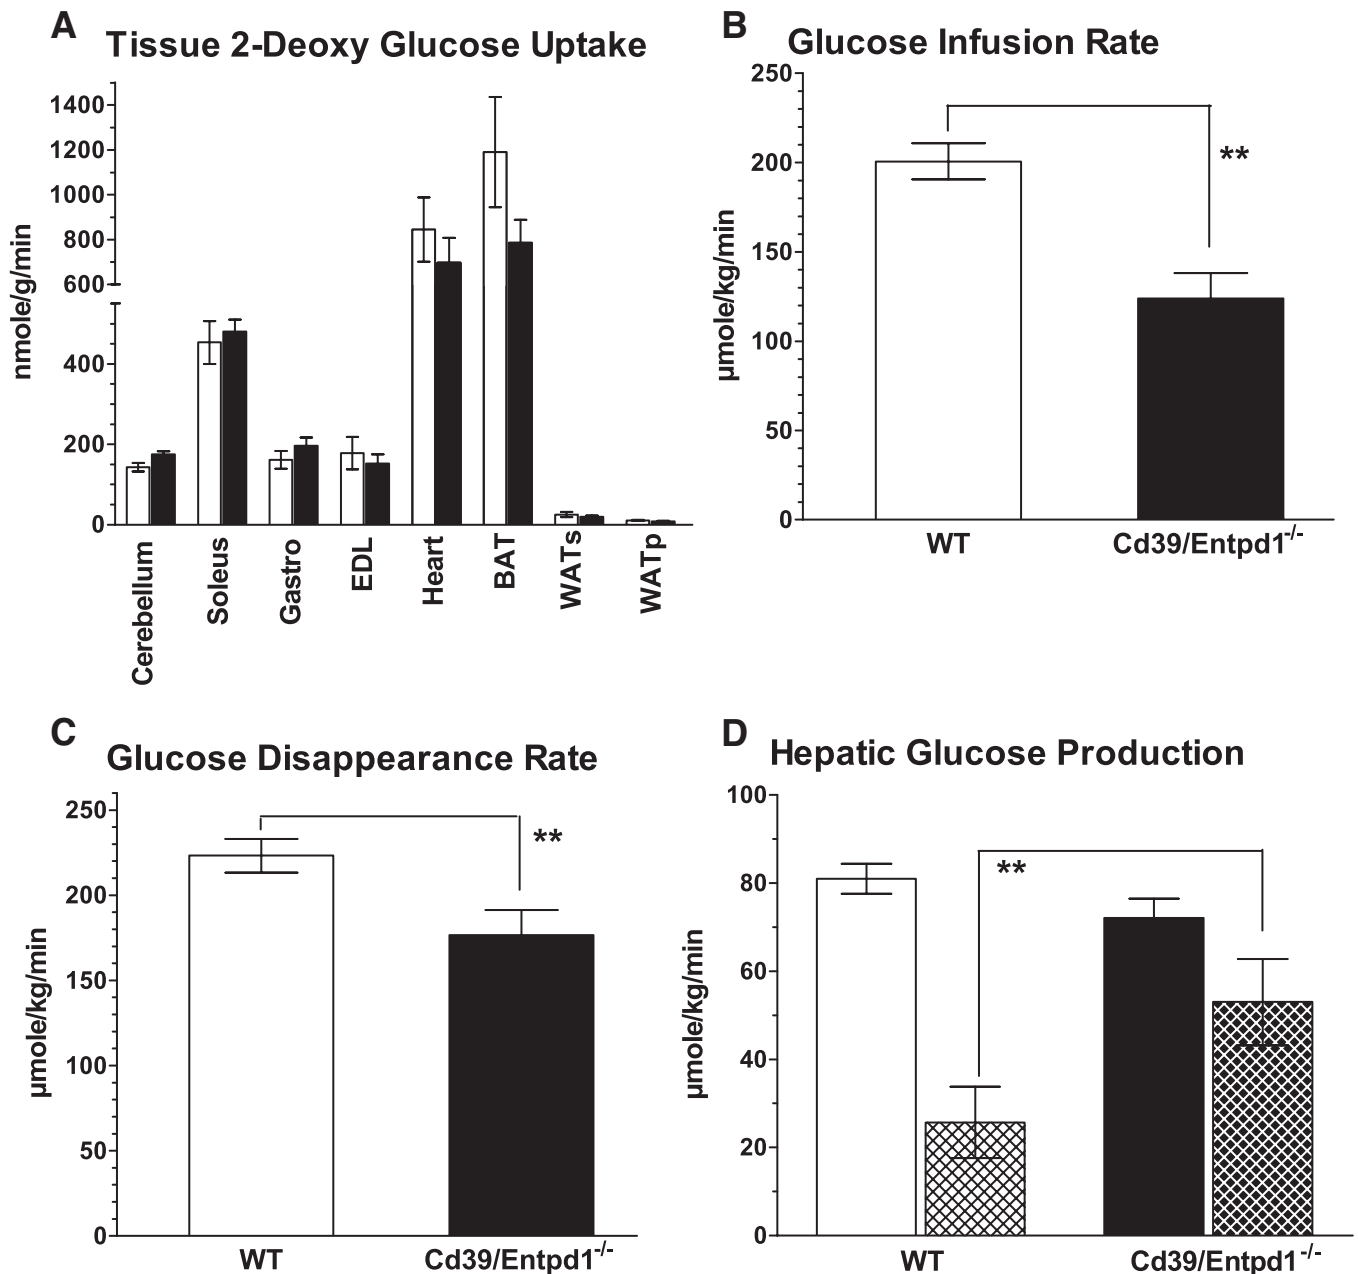 A
Tissue 2-Deoxy Glucose Uptake
nmole/g/min
1400
1200
1000
800
600
400
200
0
Cerebellum
Soleus
Gastro
EDL
Heart
BAT
WATs
WATp
B
Glucose Infusion Rate
µmole/kg/min
250
200
150
100
50
0
**
WT
Cd39/Entpd1-/-
C
Glucose Disappearance Rate
µmole/kg/min
250
200
150
100
50
0
**
WT
Cd39/Entpd1-/-
D
Hepatic Glucose Production
µmole/kg/min
100
80
60
40
20
0
**
WT
Cd39/Entpd1-/-